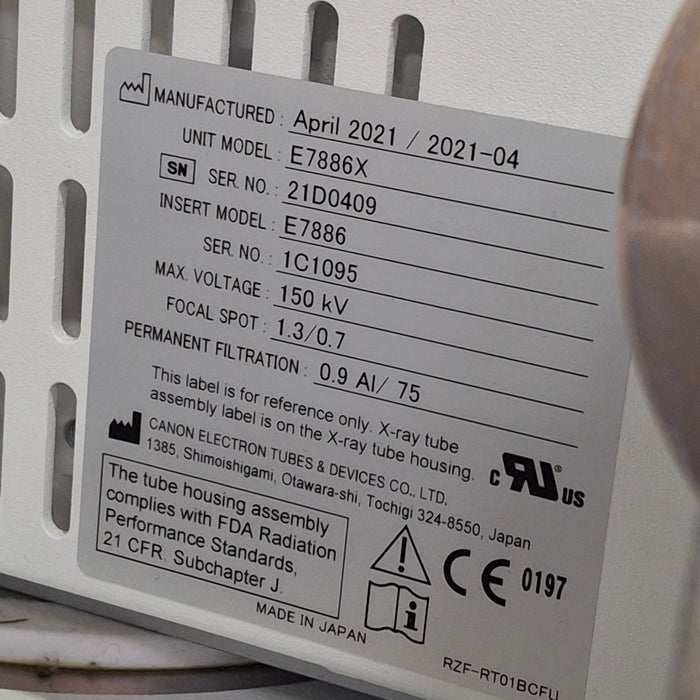 MANUFACTURED : April 2021 / 2021-04
UNIT MODEL : E7886X
SN SER. NO. : 21D0409
INSERT MODEL : E7886
SER. NO. : 1C1095
MAX. VOLTAGE : 150 kV
FOCAL SPOT : 1.3/0.7
PERMANENT FILTRATION : 0.9 Al/ 75
This label is for reference only. X-ray tube
assembly label is on the X-ray tube housing.
CANON ELECTRON TUBES & DEVICES CO., LTD.
1385, Shimoishigami, Otawara-shi, Tochigi 324-8550, Japan
The tube housing assembly
complies with FDA Radiation
Performance Standards,
21 CFR. Subchapter J.
c RU® US
CE 0197
MADE IN JAPAN
RZF-RT01BCFU